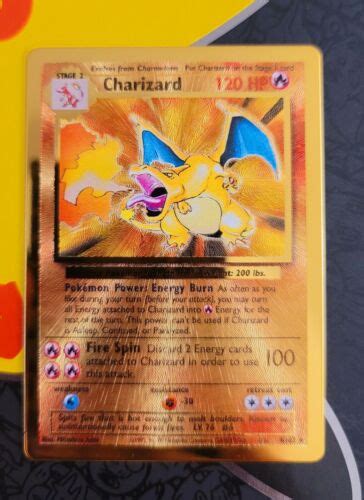 Evolves from Charmeleon Put Charizard on the Stage 1 card
STAGE 2
Charizard 120 HP
200 lbs.
Pokémon Power: Energy Burn As often as you
like during your turn (before your attack), you may turn
all Energy attached to Charizard into Energy for the
rest of the turn. This power can't be used if Charizard
is Asleep, Confused, or Paralyzed.
Fire Spin Discard 2 Energy cards
attached to Charizard in order to use
this attack.
100
weakness resistance retreat cost
-30
Spits fire that is hot enough to melt boulders. Known to
unintentionally cause forest fires. LV. 76 #6